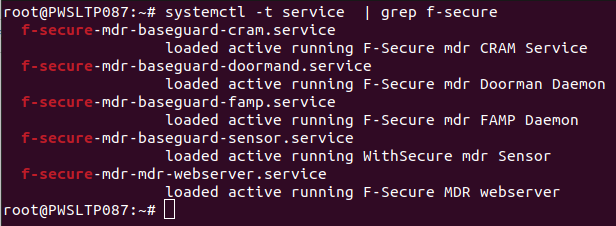 root@PWSLTP087:~# systemctl -t service  | grep f-secure
f-secure-mdr-baseguard-cram.service
loaded active running F-Secure mdr CRAM Service
f-secure-mdr-baseguard-doormand.service
loaded active running F-Secure mdr Doorman Daemon
f-secure-mdr-baseguard-famp.service
loaded active running F-Secure mdr FAMP Daemon
f-secure-mdr-baseguard-sensor.service
loaded active running WithSecure mdr Sensor
f-secure-mdr-mdr-webserver.service
loaded active running F-Secure MDR webserver
root@PWSLTP087:~#